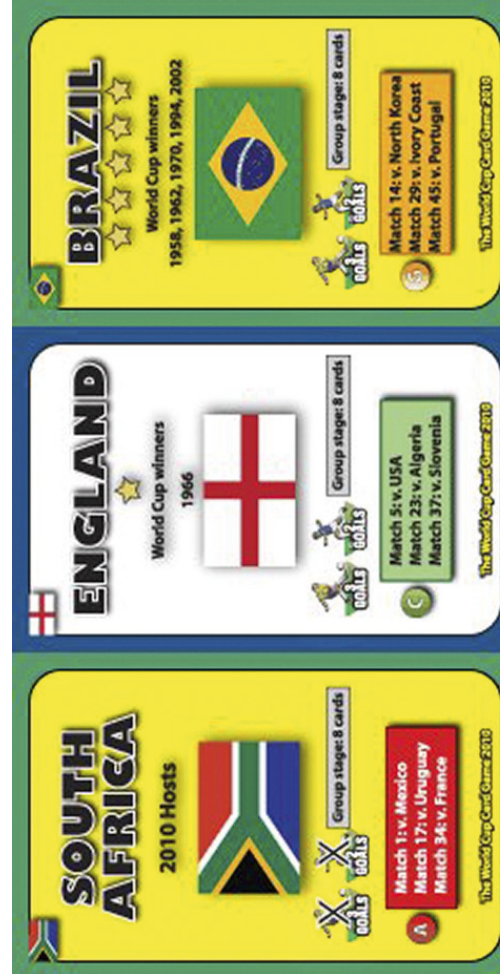 SOUTH
AFRICA
2010 Hosts
GOALS
GOALS
Group stage: 8 cards
A
Match 1: v. Mexico
Match 17: v. Uruguay
Match 34: v. France
The World Cup Card Game 2010
ENGLAND
World Cup winners
1966
GOALS
GOALS
Group stage: 8 cards
C
Match 5: v. USA
Match 23: v. Algeria
Match 37: v. Slovenia
The World Cup Card Game 2010
BRAZIL
World Cup winners
1958, 1962, 1970, 1994, 2002
GOALS
GOALS
Group stage: 8 cards
G
Match 14: v. North Korea
Match 29: v. Ivory Coast
Match 45: v. Portugal
The World Cup Card Game 2010